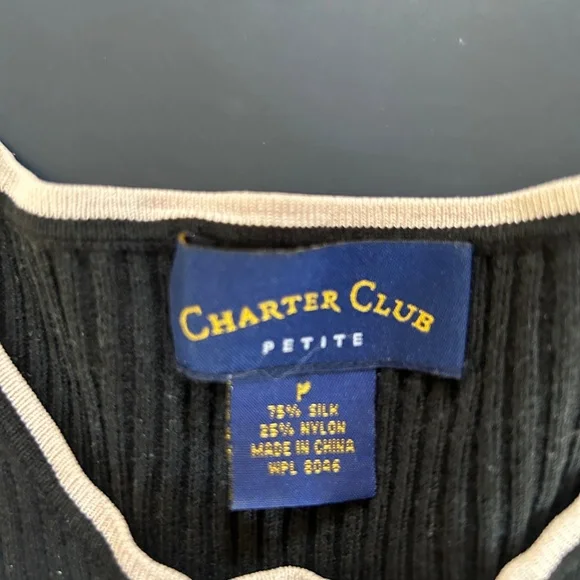 CHARTER CLUB
PETITE
P
75% SILK
25% NYLON
MADE IN CHINA
WPL 8046